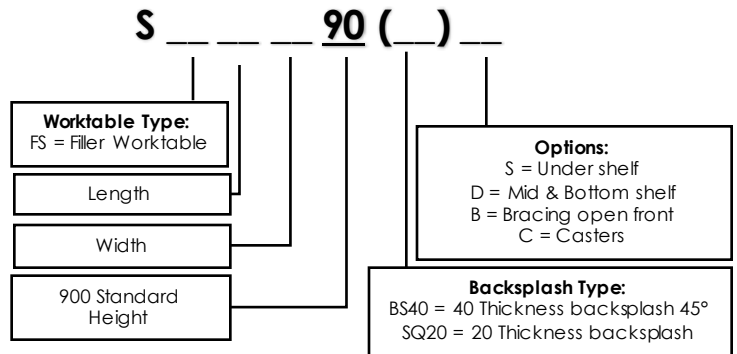 S __ __ __ 90 (__) __
Worktable Type:
FS = Filler Worktable
Length
Width
900 Standard
Height
Options:
S = Under shelf
D = Mid & Bottom shelf
B = Bracing open front
C = Casters
Backsplash Type:
BS40 = 40 Thickness backsplash 45°
SQ20 = 20 Thickness backsplash